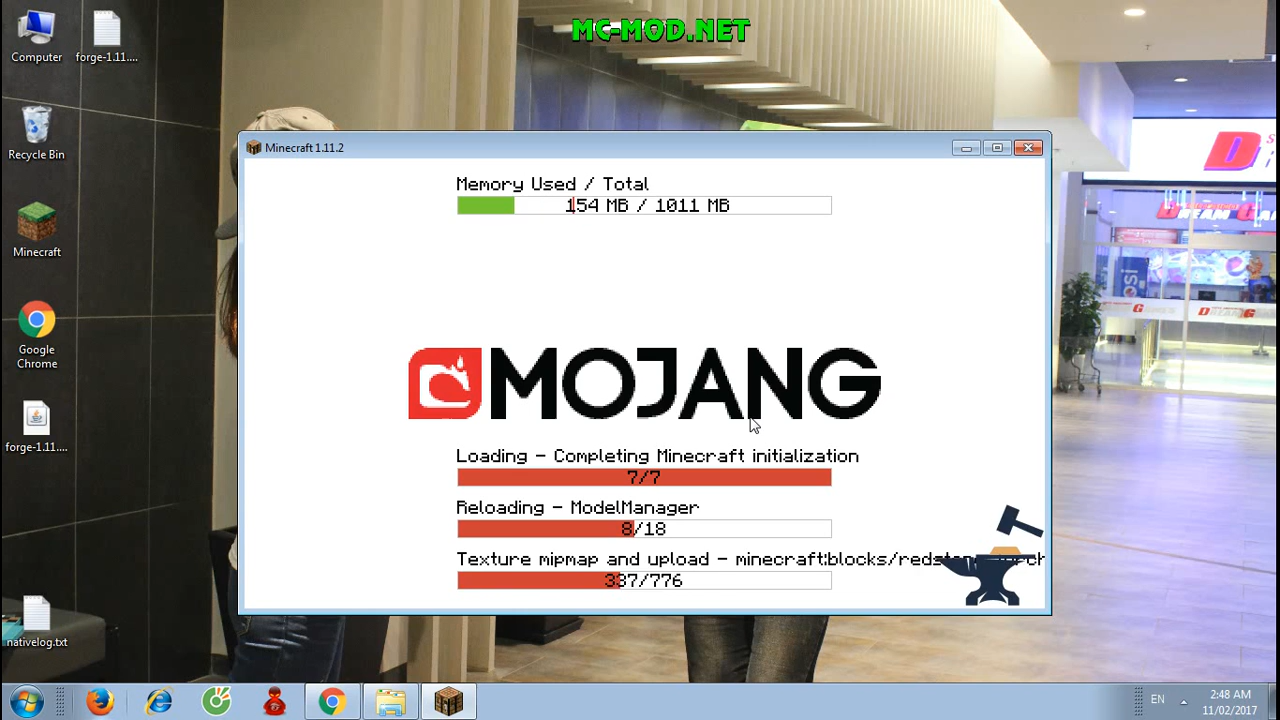 MC-MOD.NET
Computer
forge-1.11....
Recycle Bin
Minecraft
Google
Chrome
forge-1.11....
nativelog.txt
Minecraft 1.11.2
Memory Used / Total
154 MB / 1011 MB
MOJANG
Loading - Completing Minecraft initialization
7/7
Reloading - ModelManager
8/18
Texture mipmap and upload - minecraft:blocks/redstone
337/776
EN
2:48 AM
11/02/2017